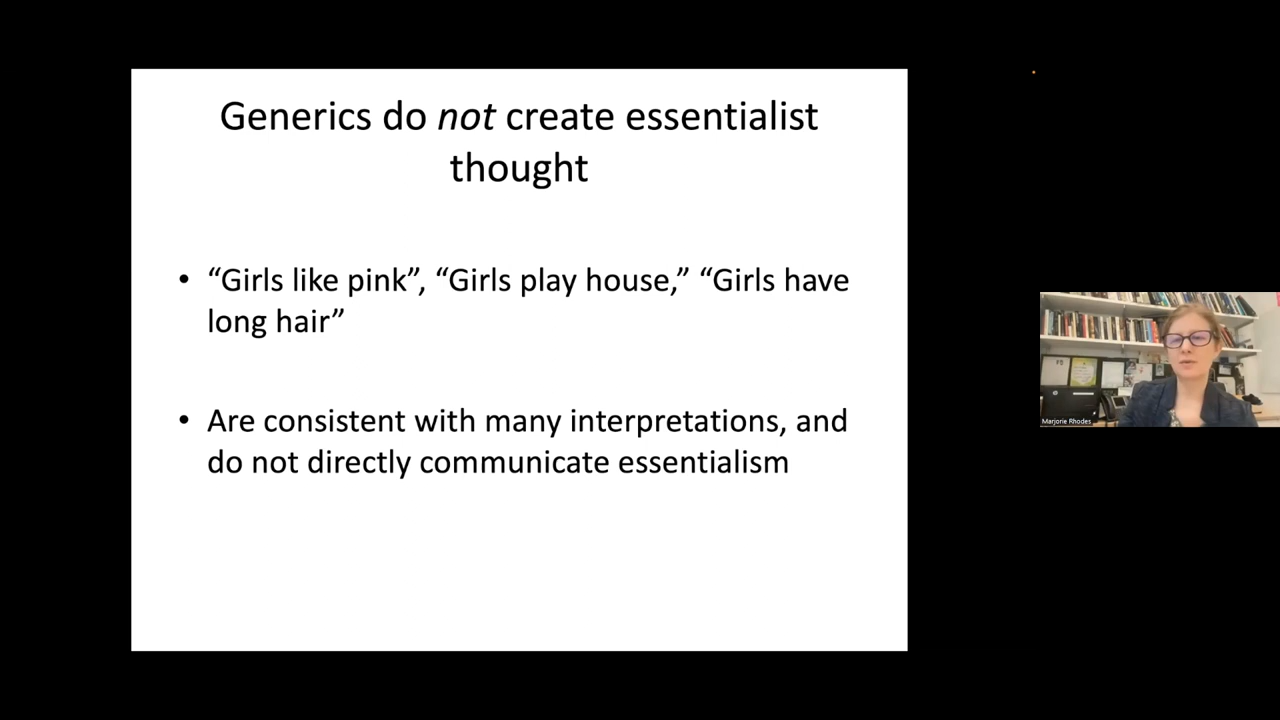 Generics do not create essentialist
thought
• “Girls like pink”, “Girls play house,” “Girls have
long hair”
• Are consistent with many interpretations, and
do not directly communicate essentialism
Marjorie Rhodes